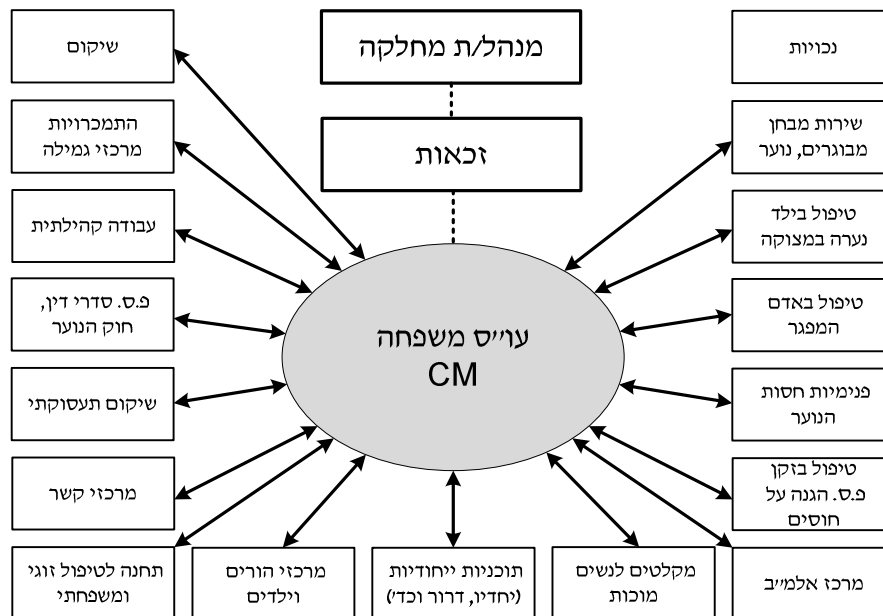 מנהל/ת מחלקה
זכאות
עו״ס משפחה
CM
נכויות
שירות מבחן
מבוגרים, נוער
טיפול בילד
נערה במצוקה
טיפול באדם
המפגר
פנימיות חסות
הנוער
טיפול בזקן
פ.ס. הגנה על
חוסים
מרכז אלמ״ב
מקלטים לנשים
מוכות
תוכניות ייחודיות
(יחדיו, דרור וכדי)
מרכזי הורים
וילדים
תחנה לטיפול זוגי
ומשפחתי
מרכזי קשר
שיקום תעסוקתי
פ.ס. סדרי דין,
חוק הנוער
עבודה קהילתית
התמכרויות
מרכזי גמילה
שיקום